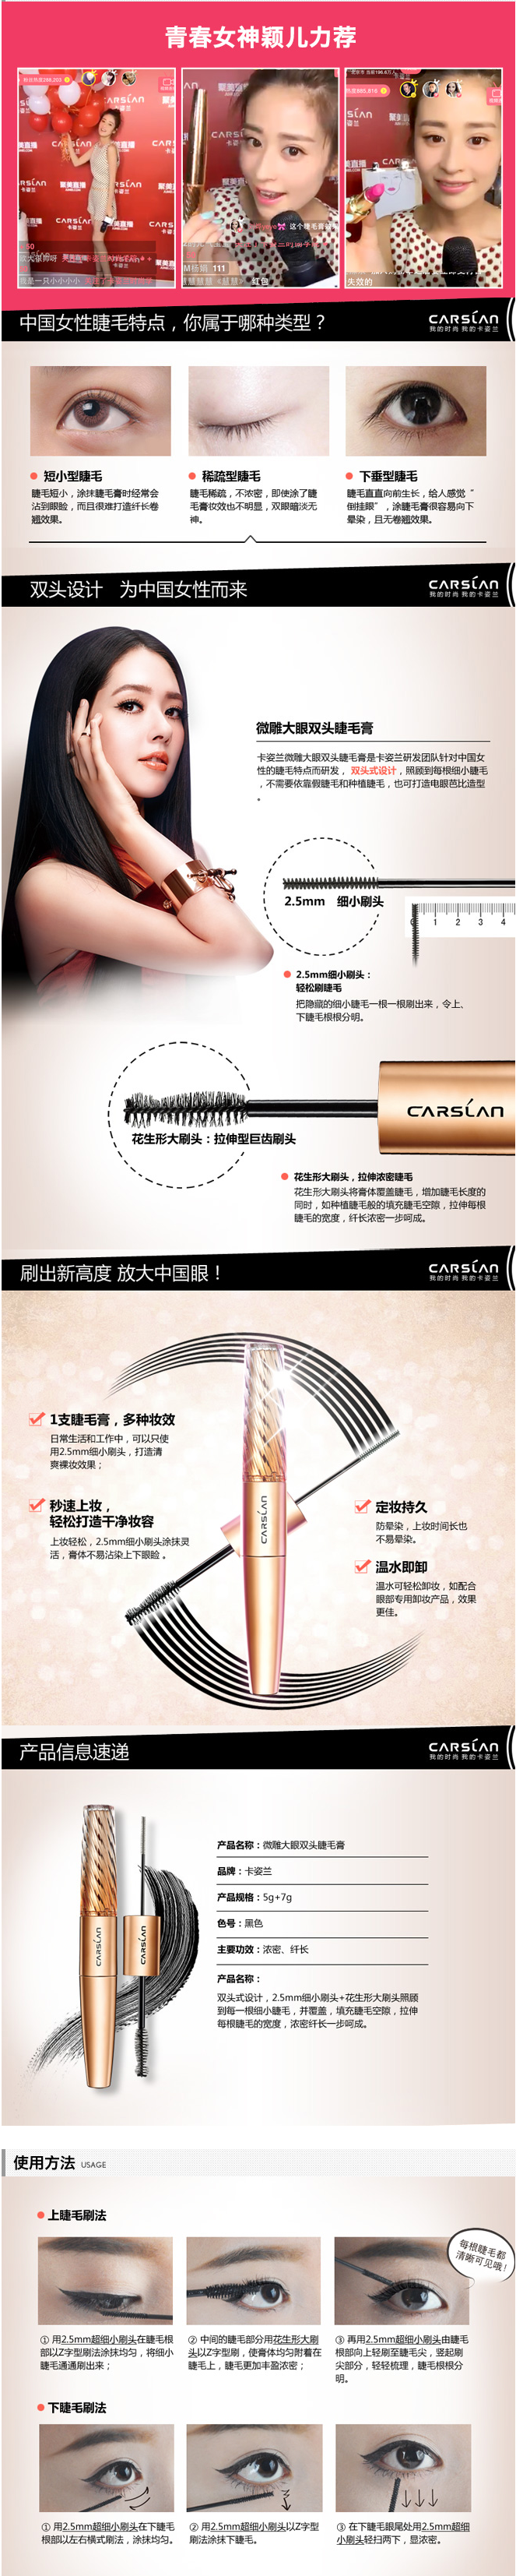 青春女神颖儿力荐
CARSLAN
卡姿兰
聚美直播
这个睫毛膏
M杨娟 111
红包
失效的
中国女性睫毛特点，你属于哪种类型？
CARSLAN
我的时尚 我的卡姿兰
短小型睫毛
睫毛短小，涂抹睫毛膏时经常会
沾到眼睑，而且很难打造纤长卷
翘效果。
稀疏型睫毛
睫毛稀疏，不浓密，即使涂了睫
毛膏妆效也不明显，双眼暗淡无
神。
下垂型睫毛
睫毛直直向前生长，给人感觉“
倒挂眼”，涂睫毛膏很容易向下
晕染，且无卷翘效果。
双头设计 为中国女性而来
CARSLAN
我的时尚 我的卡姿兰
微雕大眼双头睫毛膏
卡姿兰微雕大眼双头睫毛膏是卡姿兰研发团队针对中国女
性的睫毛特点而研发，双头式设计，照顾到每根细小睫毛
，不需要依靠假睫毛和种植睫毛，也可打造电眼芭比造型
。
2.5mm 细小刷头
1 2 3 4
2.5mm细小刷头：
轻松刷睫毛
把隐藏的细小睫毛一根一根刷出来，令上、
下睫毛根根分明。
CARSLAN
花生形大刷头：拉伸型巨齿刷头
花生形大刷头，拉伸浓密睫毛
花生形大刷头将膏体覆盖睫毛，增加睫毛长度的
同时，如种植睫毛般的填充睫毛空隙，拉伸每根
睫毛的宽度，纤长浓密一步呵成。
刷出新高度 放大中国眼！
CARSLAN
我的时尚 我的卡姿兰
1支睫毛膏，多种妆效
日常生活和工作中，可以只使
用2.5mm细小刷头，打造清
爽裸妆效果；
秒速上妆，
轻松打造干净妆容
上妆轻松，2.5mm细小刷头涂抹灵
活，膏体不易沾染上下眼睑 。
CARSLAN
定妆持久
防晕染，上妆时间长也
不易晕染。
温水即卸
温水可轻松卸妆，如配合
眼部专用卸妆产品，效果
更佳。
产品信息速递
CARSLAN
我的时尚 我的卡姿兰
CARSLAN
CARSLAN
产品名称：微雕大眼双头睫毛膏
品牌：卡姿兰
产品规格：5g+7g
色号：黑色
主要功效：浓密、纤长
产品名称：
双头式设计，2.5mm细小刷头+花生形大刷头照顾
到每一根细小睫毛，并覆盖，填充睫毛空隙，拉伸
每根睫毛的宽度，浓密纤长一步呵成。
使用方法 USAGE
上睫毛刷法
每根睫毛都
清晰可见哦！
① 用2.5mm超细小刷头在睫毛根
部以Z字型刷法涂抹均匀，将细小
睫毛通通刷出来；
② 中间的睫毛部分用花生形大刷
头以Z字型刷，使膏体均匀附着在
睫毛上，睫毛更加丰盈浓密；
③ 再用2.5mm超细小刷头由睫毛
根部向上轻刷至睫毛尖，竖起刷
尖部分，轻轻梳理，睫毛根根分
明。
下睫毛刷法
① 用2.5mm超细小刷头在下睫毛
根部以左右横式刷法，涂抹均匀。
② 用2.5mm超细小刷头以Z字型
刷法涂抹下睫毛。
③ 在下睫毛眼尾处用2.5mm超细
小刷头轻扫两下，显浓密。